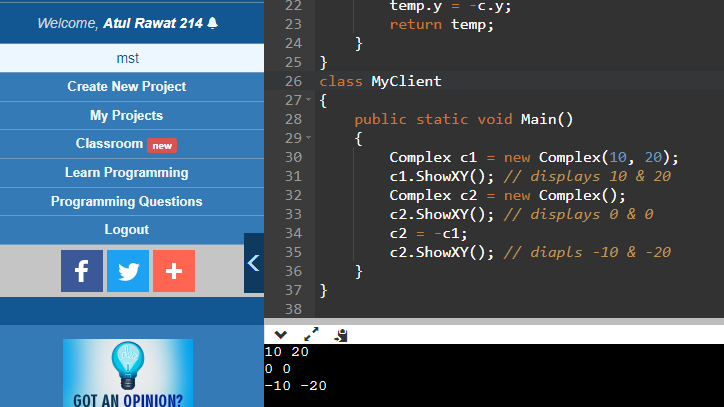 Welcome, Atul Rawat 214
mst
Create New Project
My Projects
Classroom new
Learn Programming
Programming Questions
Logout
f
+
GOT AN OPINION?
22 temp.y = -c.y;
23 return temp;
24 }
25 }
26 class MyClient
27 {
28 public static void Main()
29 {
30 Complex c1 = new Complex(10, 20);
31 c1.ShowXY(); // displays 10 & 20
32 Complex c2 = new Complex();
33 c2.ShowXY(); // displays 0 & 0
34 c2 = -c1;
35 c2.ShowXY(); // diapls -10 & -20
36 }
37 }
38
10 20
0 0
-10 -20